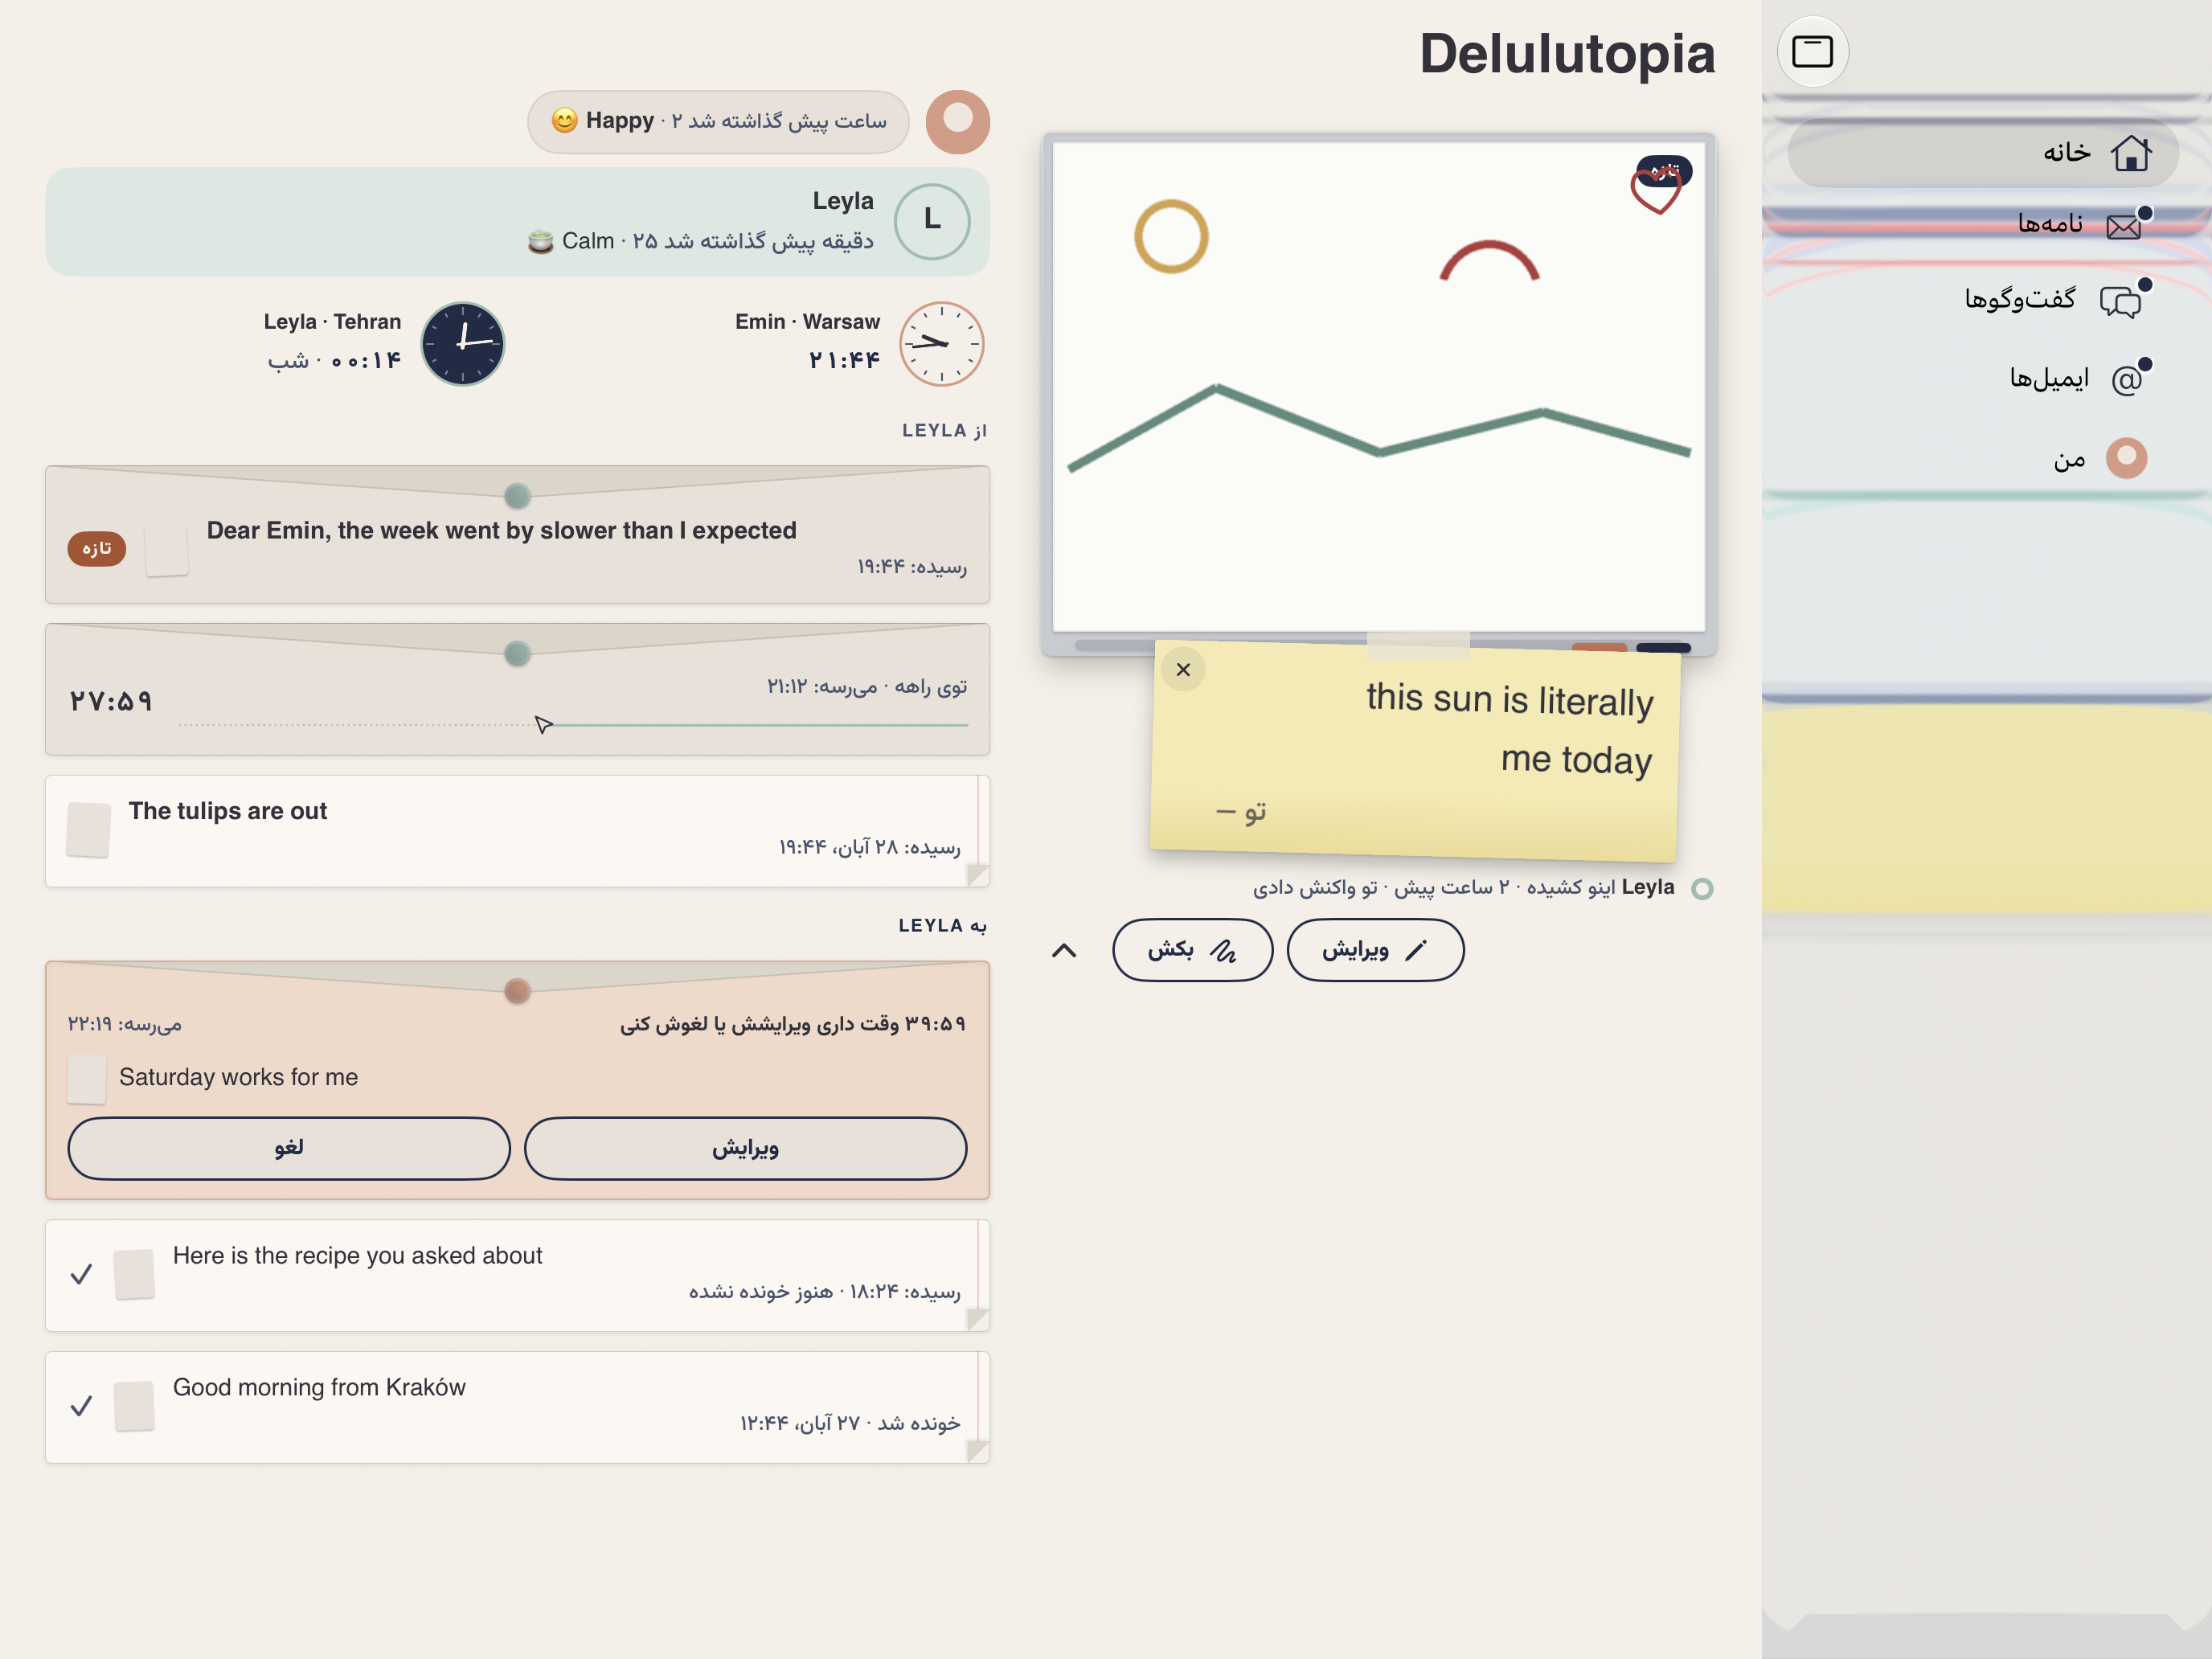 Delulutopia
خانه
نامه‌ها
گفت‌وگوها
ایمیل‌ها
@
من
تازه
this sun is literally
me today
– تو
Leyla اینو کشیده · ۲ ساعت پیش · تو واکنش دادی
ویرایش
بکش
😊 Happy · ۲ ساعت پیش گذاشته شد
L
Leyla
🍵 Calm · ۲۵ دقیقه پیش گذاشته شد
Emin · Warsaw
۲۱:۴۴
Leyla · Tehran
۰۰:۱۴ · شب
از LEYLA
Dear Emin, the week went by slower than I expected
رسیده: ۱۹:۴۴
تازه
توی راهه · می‌رسه: ۲۱:۱۲
۲۷:۵۹
The tulips are out
رسیده: ۲۸ آبان، ۱۹:۴۴
به LEYLA
۳۹:۵۹ وقت داری ویرایشش یا لغوش کنی
می‌رسه: ۲۲:۱۹
Saturday works for me
ویرایش
لغو
Here is the recipe you asked about
رسیده: ۱۸:۲۴ · هنوز خونده نشده
Good morning from Kraków
خونده شد · ۲۷ آبان، ۱۲:۴۴